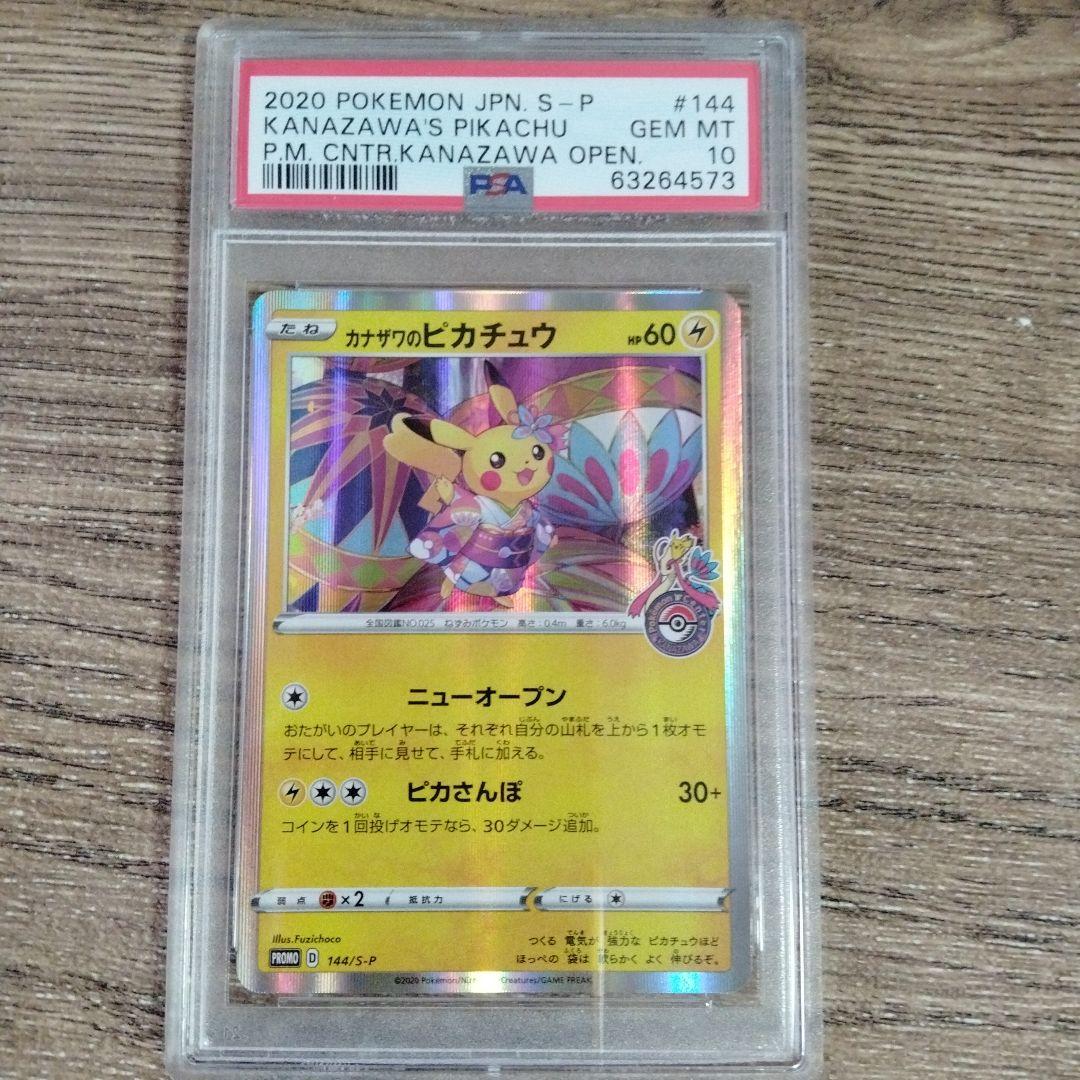 2020 POKEMON JPN. S-P #144
KANAZAWA'S PIKACHU GEM MT
P.M. CNTR.KANAZAWA OPEN. 10
PSA 63264573
たね カナザワのピカチュウ HP60
Pokémon Center
KANAZAWA
全国図鑑NO.025 ねずみポケモン 高さ:0.4m 重さ:6.0kg
ニューオープン
おたがいのプレイヤーは、それぞれ自分の山札を上から1枚オモ
テにして、相手に見せて、手札に加える。
ピカさんぽ 30+
コインを1回投げオモテなら、30ダメージ追加。
弱点 ×2 抵抗力 にげる
Illus.Fuzichoco
つくる 電気が 強力な ピカチュウほど
ほっぺの 袋は 軟らかく よく 伸びるぞ。
PROMO D 144/S-P
©2020 Pokémon/Nin Creatures/GAME FREAK.